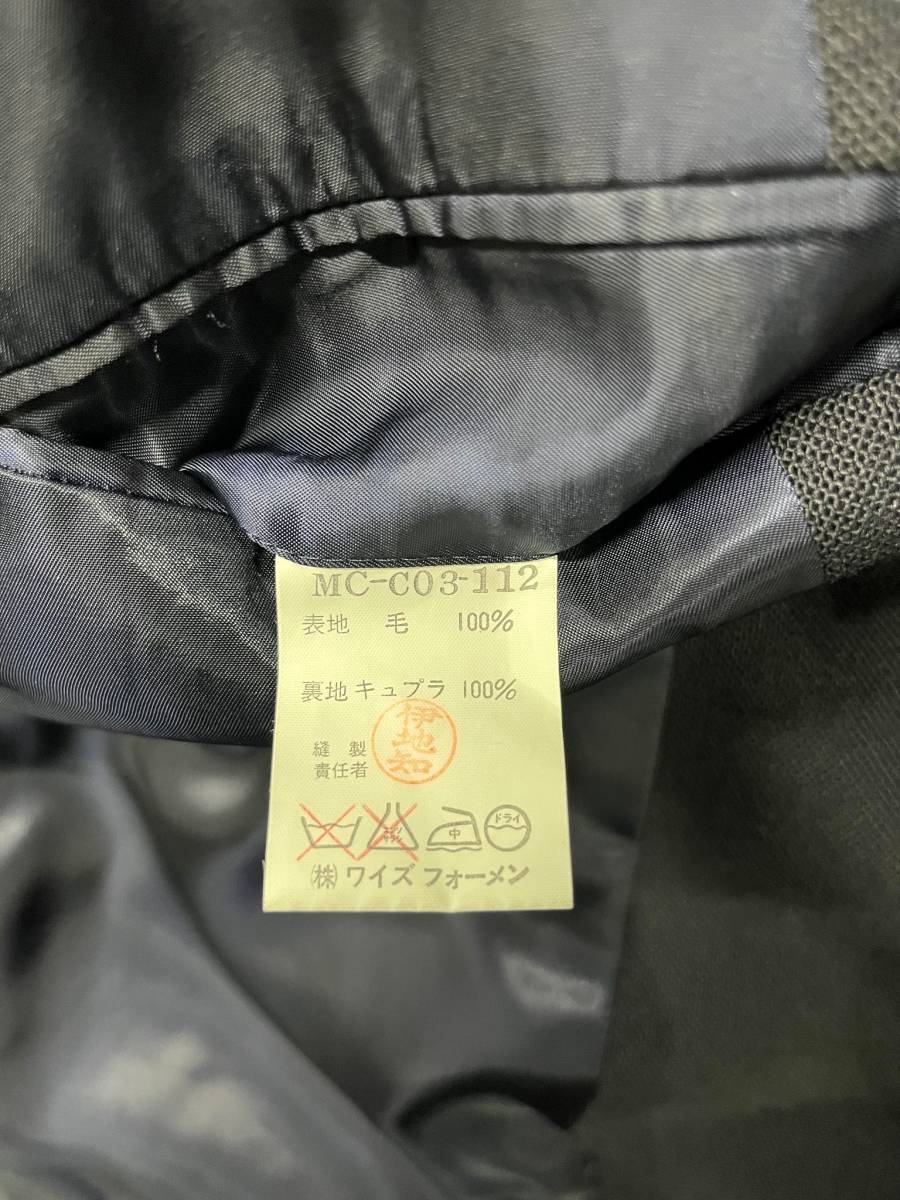 MC-C03-112
表地 毛 100%
裏地 キュプラ 100%
縫製
責任者
伊地知
中
ドライ
(株) ワイズ フォーメン